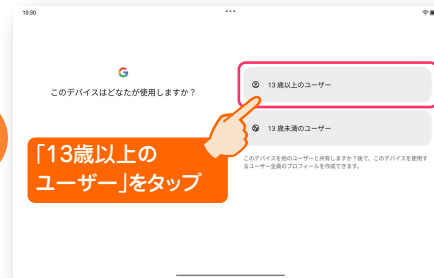 10:30
このデバイスはどなたが使用しますか？
13 歳以上のユーザー
13 歳未満のユーザー
このデバイスを他のユーザーと共有しますか？後で、このデバイスを使用す
るユーザー全員のプロフィールを作成できます。
「13歳以上の
ユーザー」をタップ